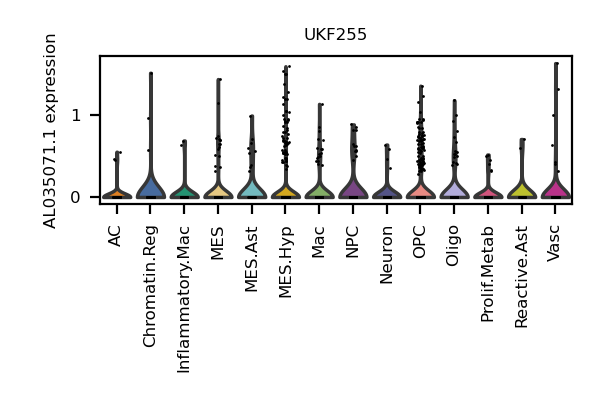 UKF255
AL035071.1 expression
1
0
AC
Chromatin.Reg
Inflammatory.Mac
MES
MES.Ast
MES.Hyp
Mac
NPC
Neuron
OPC
Oligo
Prolif.Metab
Reactive.Ast
Vasc